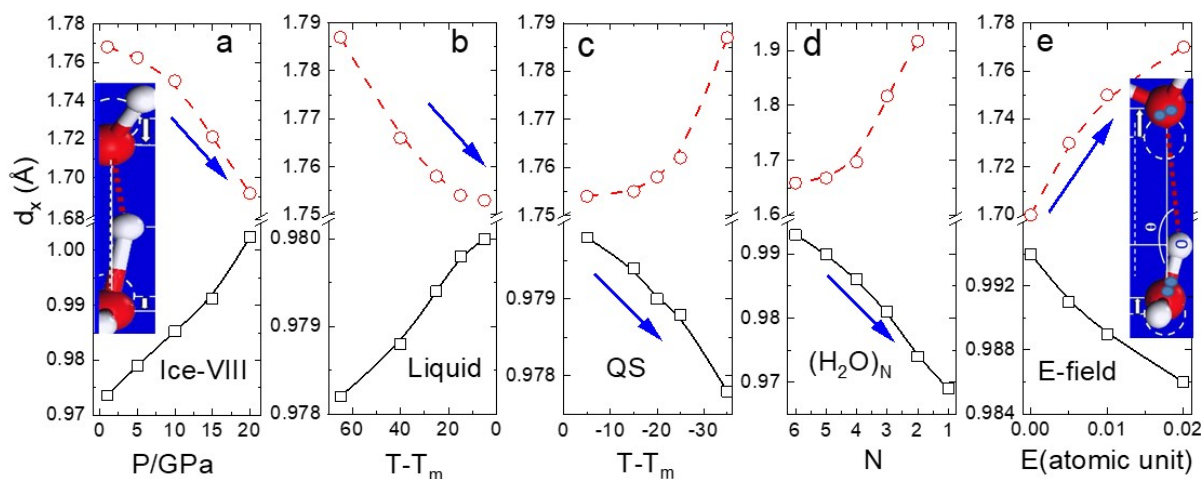 a
b
c
d
e
1.78
1.76
1.74
1.72
1.70
1.68
1.00
0.99
0.98
0.97
d_x (Å)
Ice-VIII
0 5 10 15 20
P/GPa
1.79
1.78
1.77
1.76
1.75
0.980
0.979
0.978
Liquid
60 40 20 0
T-T_m
1.79
1.78
1.77
1.76
1.75
0.979
0.978
QS
0 -10 -20 -30
T-T_m
1.9
1.8
1.7
1.6
0.99
0.98
0.97
(H₂O)_N
6 5 4 3 2 1
N
1.78
1.76
1.74
1.72
1.70
0.992
0.988
0.984
θ
0
E-field
0.00 0.01 0.02
E(atomic unit)